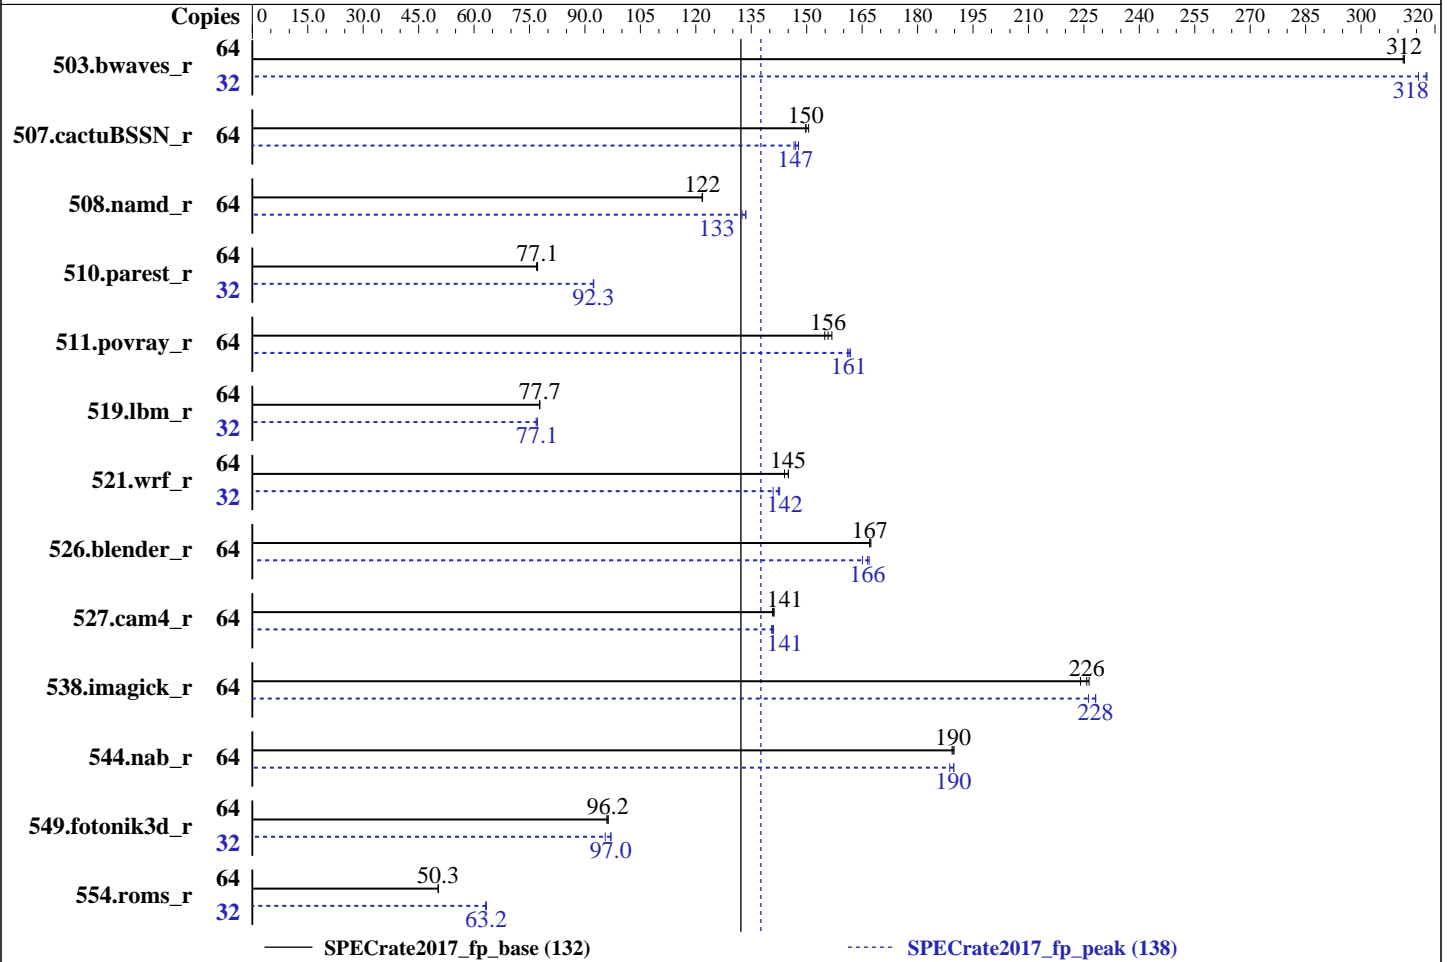 Copies 0 15.0 30.0 45.0 60.0 75.0 90.0 105 120 135 150 165 180 195 210 225 240 255 270 285 300 320
503.bwaves_r 64 312
32 318
507.cactuBSSN_r 64 150
147
508.namd_r 64 122
133
510.parest_r 64 77.1
32 92.3
511.povray_r 64 156
161
519.lbm_r 64 77.7
32 77.1
521.wrf_r 64 145
32 142
526.blender_r 64 167
166
527.cam4_r 64 141
141
538.imagick_r 64 226
228
544.nab_r 64 190
190
549.fotonik3d_r 64 96.2
32 97.0
554.roms_r 64 50.3
32 63.2
SPECrate2017_fp_base (132) SPECrate2017_fp_peak (138)